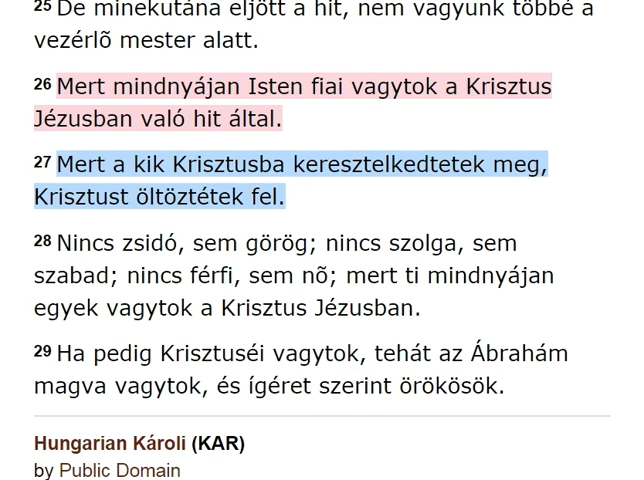 25 De minekutána eljött a hit, nem vagyunk többé a
vezérlõ mester alatt.
26 Mert mindnyájan Isten fiai vagytok a Krisztus
Jézusban való hit által.
27 Mert a kik Krisztusba keresztelkedtetek meg,
Krisztust öltöztétek fel.
28 Nincs zsidó, sem görög; nincs szolga, sem
szabad; nincs férfi, sem nõ; mert ti mindnyájan
egyek vagytok a Krisztus Jézusban.
29 Ha pedig Krisztuséi vagytok, tehát az Ábrahám
magva vagytok, és ígéret szerint örökösök.
Hungarian Károli (KAR)
by Public Domain